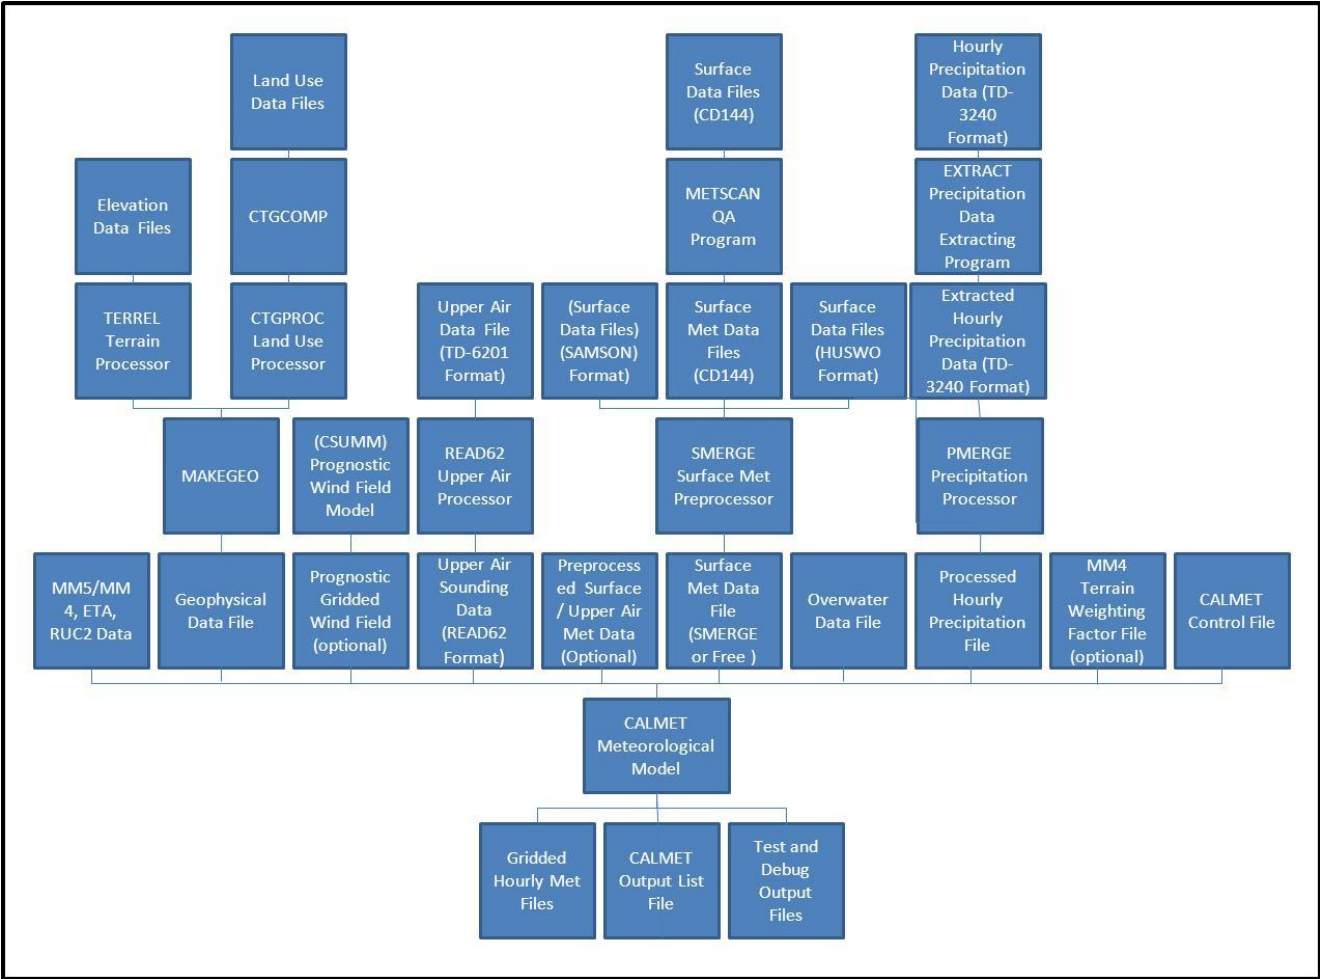 Land Use
Data Files
Surface
Data Files
(CD144)
Hourly
Precipitation
Data (TD-
3240
Format)
Elevation
Data Files
CTGCOMP
METSCAN
QA
Program
EXTRACT
Precipitation
Data
Extracting
Program
TERREL
Terrain
Processor
CTGPROC
Land Use
Processor
Upper Air
Data File
(TD-6201
Format)
(Surface
Data Files)
(SAMSON)
Format)
Surface
Met Data
Files
(CD144)
Surface
Data Files
(HUSWO
Format)
Extracted
Hourly
Precipitation
Data (TD-
3240 Format)
MAKEGEO
(CSUMM)
Prognostic
Wind Field
Model
READ62
Upper Air
Processor
SMERGE
Surface Met
Preprocessor
PMERGE
Precipitation
Processor
MM5/MM
4, ETA,
RUC2 Data
Geophysical
Data File
Prognostic
Gridded
Wind Field
(optional)
Upper Air
Sounding
Data
(READ62
Format)
Preprocess
ed Surface
/ Upper Air
Met Data
(Optional)
Surface
Met Data
File
(SMERGE
or Free )
Overwater
Data File
Processed
Hourly
Precipitation
File
MM4
Terrain
Weighting
Factor File
(optional)
CALMET
Control File
CALMET
Meteorological
Model
Gridded
Hourly Met
Files
CALMET
Output List
File
Test and
Debug
Output
Files